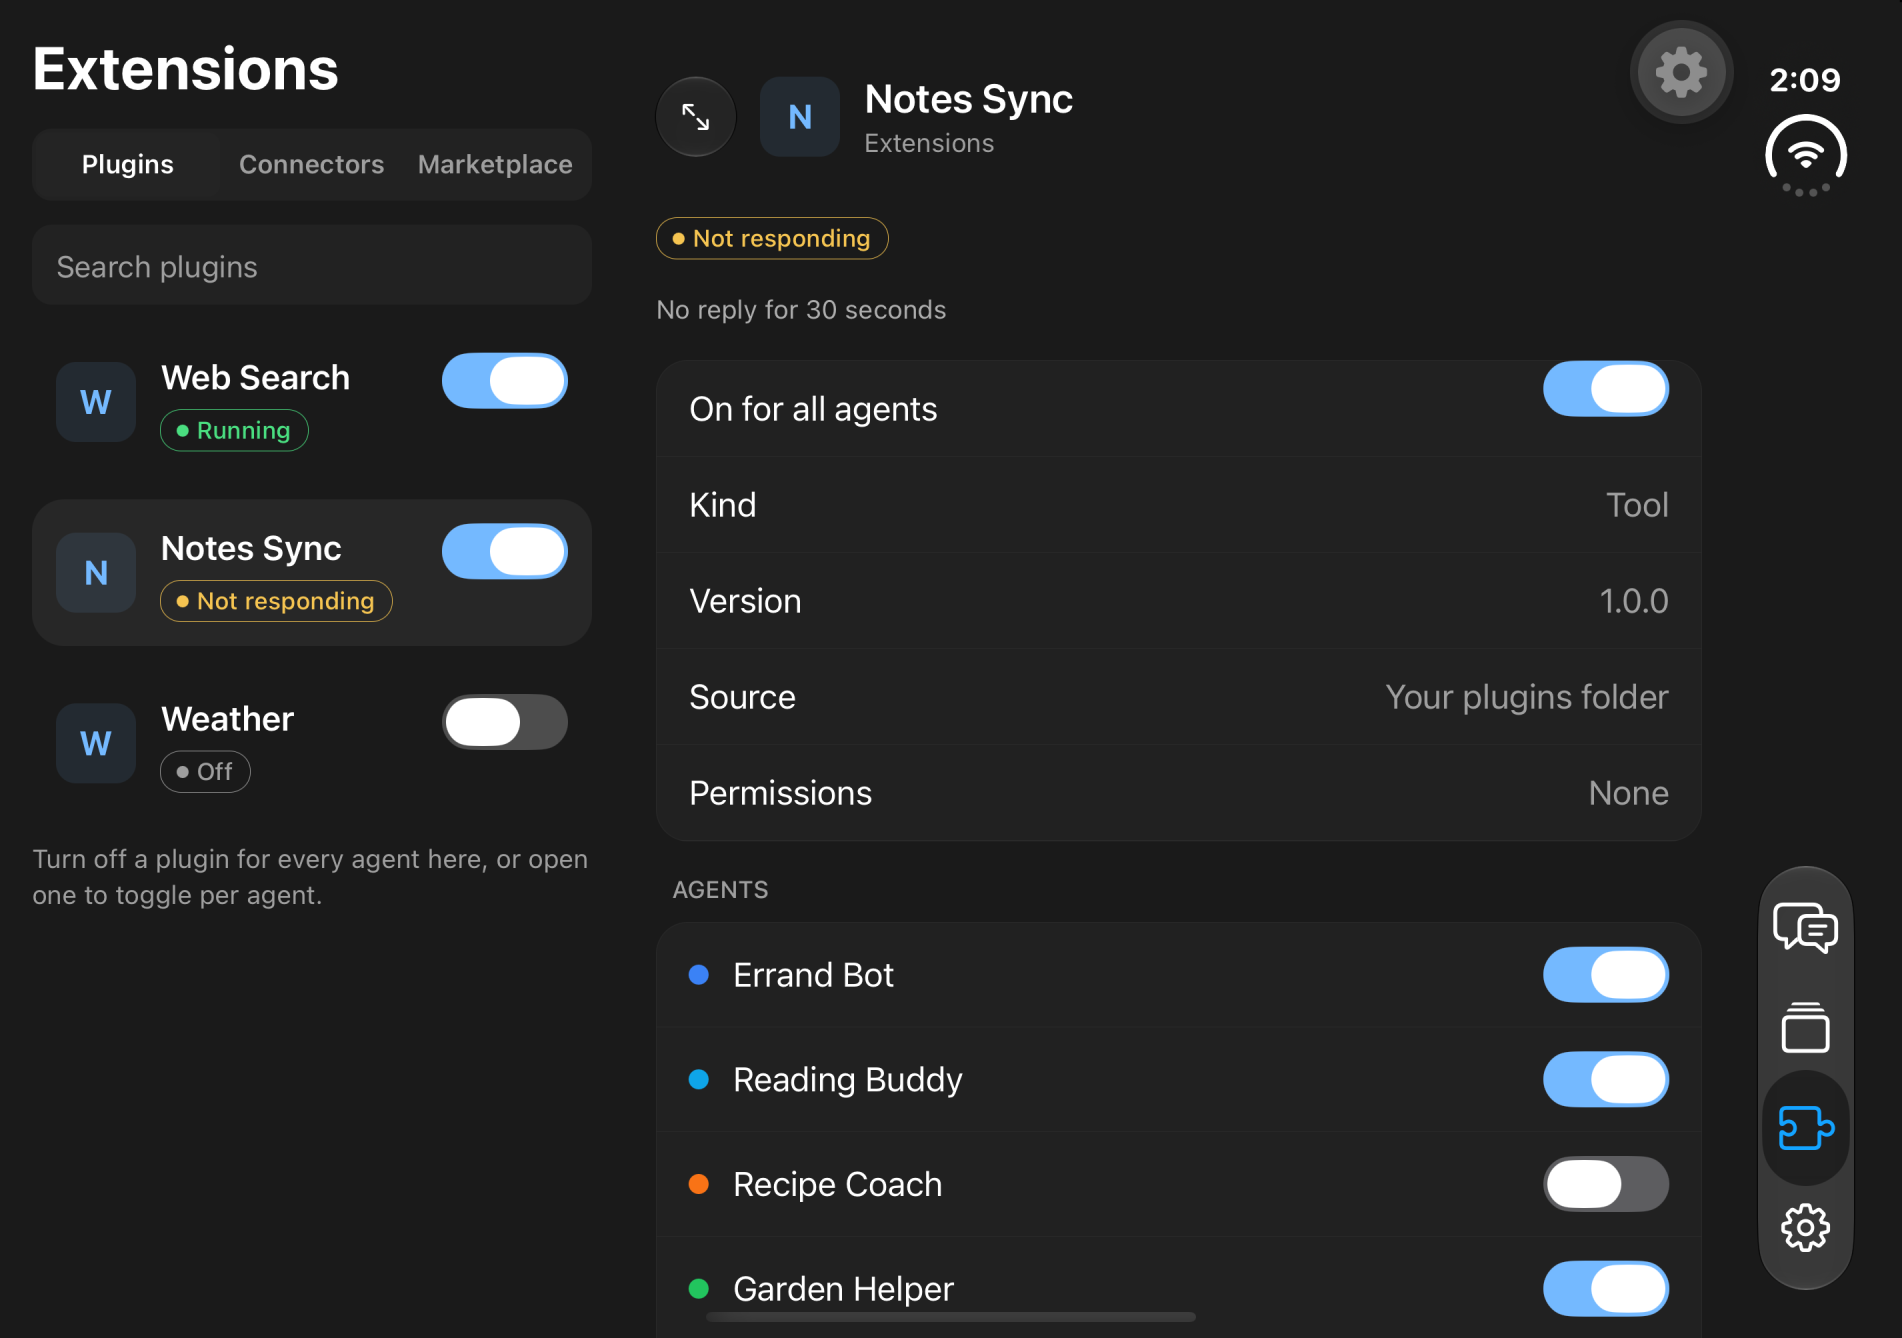 Extensions
Plugins
Connectors
Marketplace
Search plugins
W
Web Search
Running
N
Notes Sync
Not responding
W
Weather
Off
Turn off a plugin for every agent here, or open
one to toggle per agent.
N
Notes Sync
Extensions
2:09
Not responding
No reply for 30 seconds
On for all agents
Kind
Tool
Version
1.0.0
Source
Your plugins folder
Permissions
None
AGENTS
Errand Bot
Reading Buddy
Recipe Coach
Garden Helper